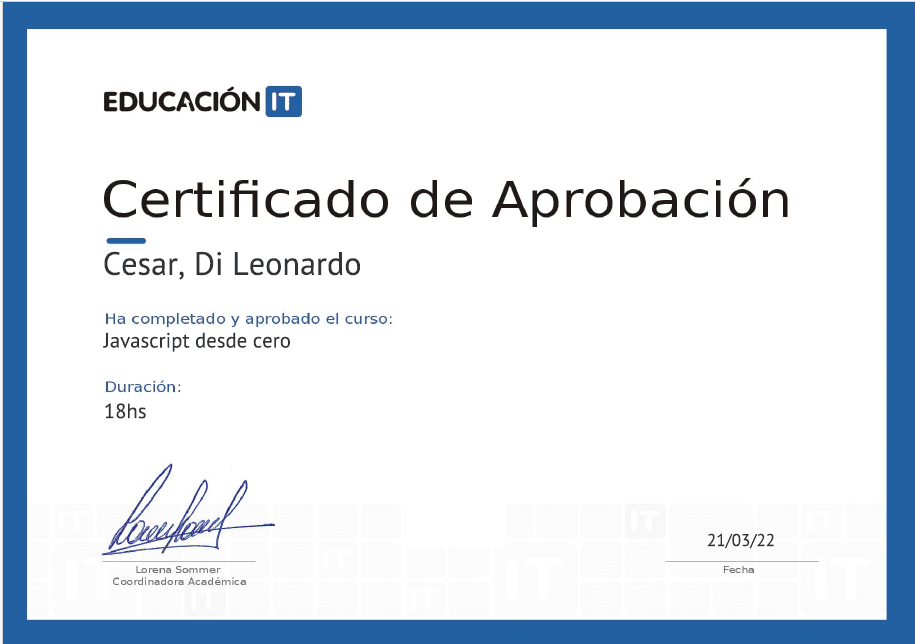 EDUCACIÓN IT
Certificado de Aprobación
Cesar, Di Leonardo
Ha completado y aprobado el curso:
Javascript desde cero
Duración:
18hs
21/03/22
Lorena Sommer
Fecha
Coordinadora Académica